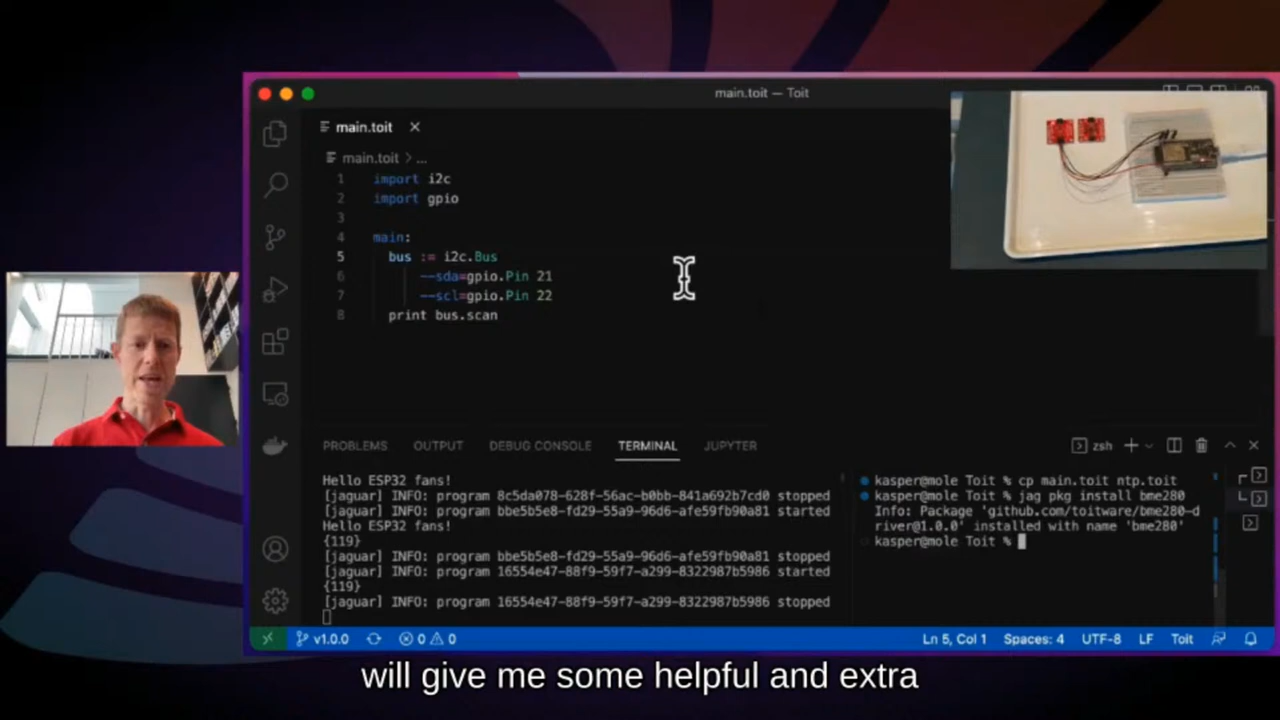 main.toit — Toit
main.toit
main.toit > ...
1 import i2c
2 import gpio
3
4 main:
5 bus := i2c.Bus
6 --sda=gpio.Pin 21
7 --scl=gpio.Pin 22
8 print bus.scan
PROBLEMS OUTPUT DEBUG CONSOLE TERMINAL JUPYTER zsh
Hello ESP32 fans!
[jaguar] INFO: program 8c5da078-628f-56ac-b0bb-841a692b7cd0 stopped
[jaguar] INFO: program bbe5b5e8-fd29-55a9-96d6-afe59fb90a81 started
Hello ESP32 fans!
{119}
[jaguar] INFO: program bbe5b5e8-fd29-55a9-96d6-afe59fb90a81 stopped
[jaguar] INFO: program 16554e47-88f9-59f7-a299-8322987b5986 started
{119}
[jaguar] INFO: program 16554e47-88f9-59f7-a299-8322987b5986 stopped
kasper@mole Toit % cp main.toit ntp.toit
kasper@mole Toit % jag pkg install bme280
Info: Package 'github.com/toitware/bme280-d
river@1.0.0' installed with name 'bme280'
kasper@mole Toit %
v1.0.0 0 0 Ln 5, Col 1 Spaces: 4 UTF-8 LF Toit
will give me some helpful and extra